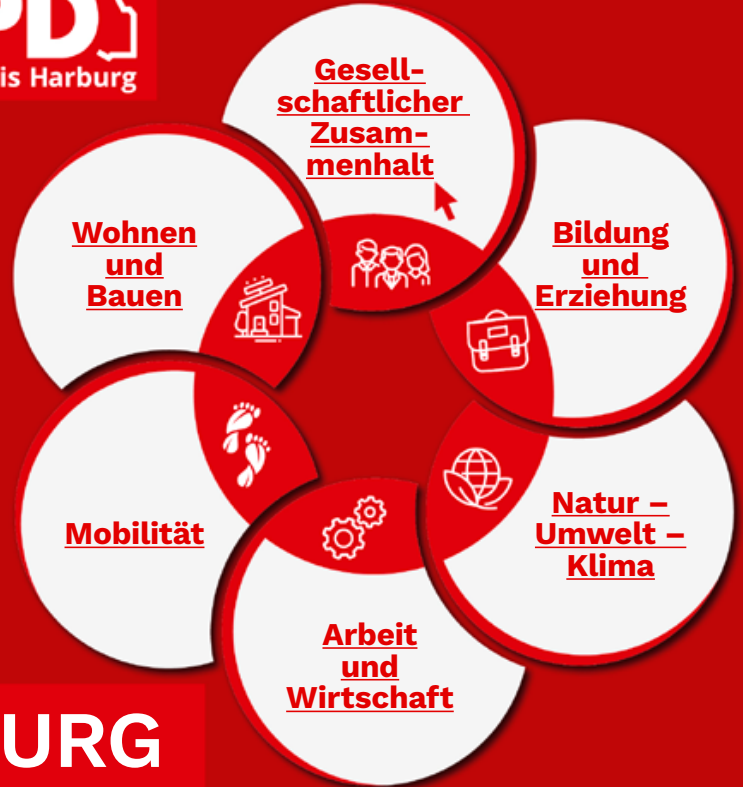 PD
is Harburg
Gesell-
schaftlicher
Zusam-
menhalt
Wohnen
und
Bauen
Bildung
und
Erziehung
Mobilität
Natur –
Umwelt –
Klima
Arbeit
und
Wirtschaft
URG